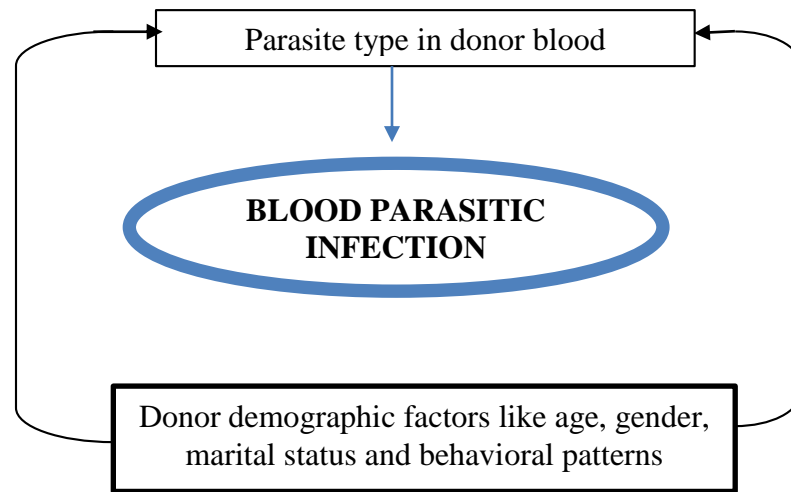 Parasite type in donor blood
BLOOD PARASITIC
INFECTION
Donor demographic factors like age, gender,
marital status and behavioral patterns